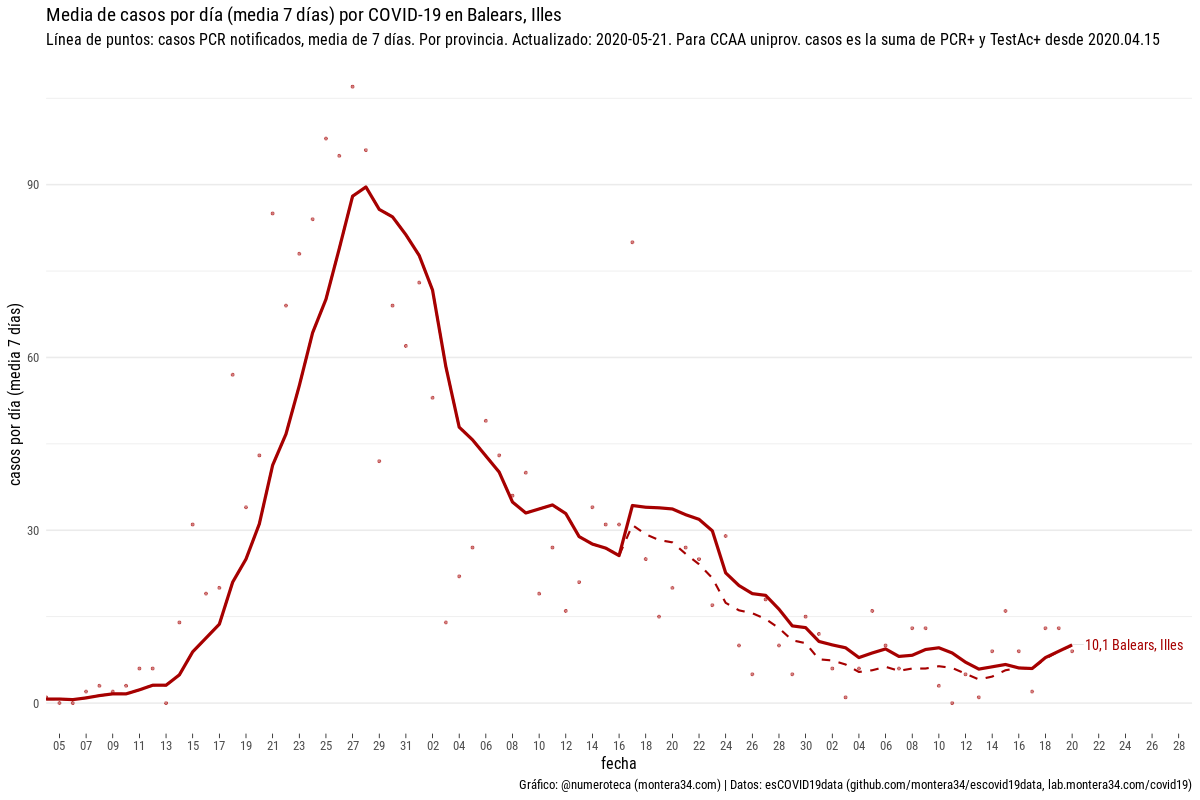 Media de casos por día (media 7 días) por COVID-19 en Balears, Illes
Línea de puntos: casos PCR notificados, media de 7 días. Por provincia. Actualizado: 2020-05-21. Para CCAA uniprov. casos es la suma de PCR+ y TestAc+ desde 2020.04.15
casos por día (media 7 días)
90
60
30
0
10,1 Balears, Illes
05 07 09 11 13 15 17 19 21 23 25 27 29 31 02 04 06 08 10 12 14 16 18 20 22 24 26 28 30 02 04 06 08 10 12 14 16 18 20 22 24 26 28
fecha
Gráfico: @numeroteca (montera34.com) | Datos: esCOVID19data (github.com/montera34/escovid19data, lab.montera34.com/covid19)